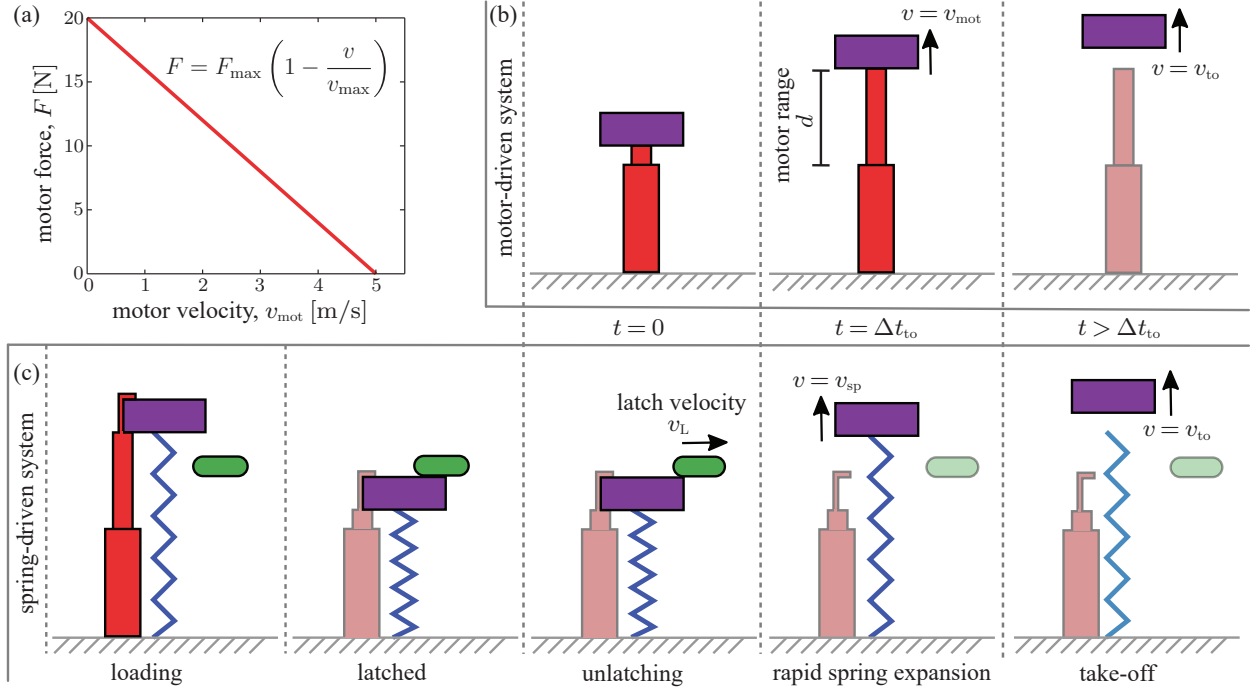 (a)
20
15
10
5
0
motor force, F [N]
F = F_max (1 − v/v_max)
0 1 2 3 4 5
motor velocity, v_mot [m/s]
(b)
motor-driven system
motor range
d
v = v_mot
v = v_to
t = 0
t = Δt_to
t > Δt_to
(c)
spring-driven system
latch velocity
v_L
v = v_sp
v = v_to
loading
latched
unlatching
rapid spring expansion
take-off